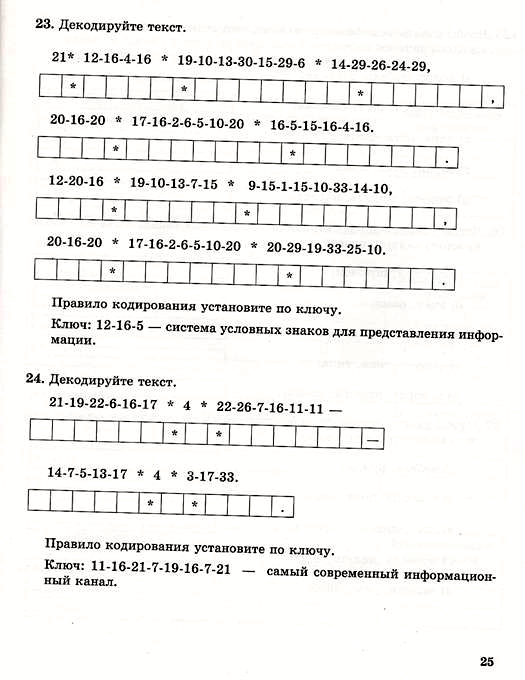 23. Декодируйте текст.
21* 12-16-4-16 * 19-10-13-30-15-29-6 * 14-29-26-24-29,
* * * ,
20-16-20 * 17-16-2-6-5-10-20 * 16-5-15-16-4-16.
* * .
12-20-16 * 19-10-13-7-15 * 9-15-1-15-10-33-14-10,
* * ,
20-16-20 * 17-16-2-6-5-10-20 * 20-29-19-33-25-10.
* * .
Правило кодирования установите по ключу.
Ключ: 12-16-5 — система условных знаков для представления инфор-
мации.
24. Декодируйте текст.
21-19-22-6-16-17 * 4 * 22-26-7-16-11-11 —
* * —
14-7-5-13-17 * 4 * 3-17-33.
* * .
Правило кодирования установите по ключу.
Ключ: 11-16-21-7-19-16-7-21 — самый современный информацион-
ный канал.
25